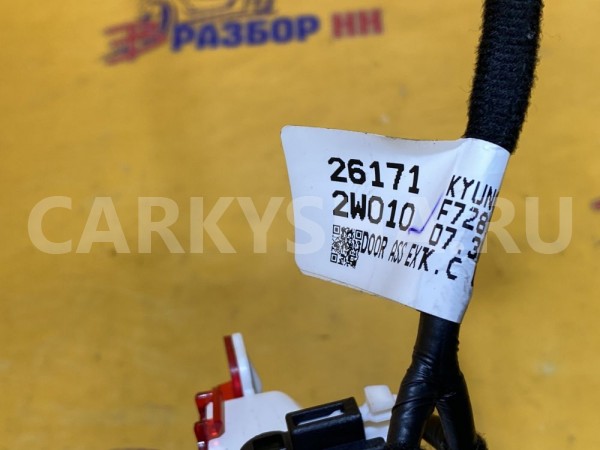 РАЗБОР НН
26171
2W010
DOOR ASS EX
KYUN
F728
07.3
K.C
CARKYS.RU